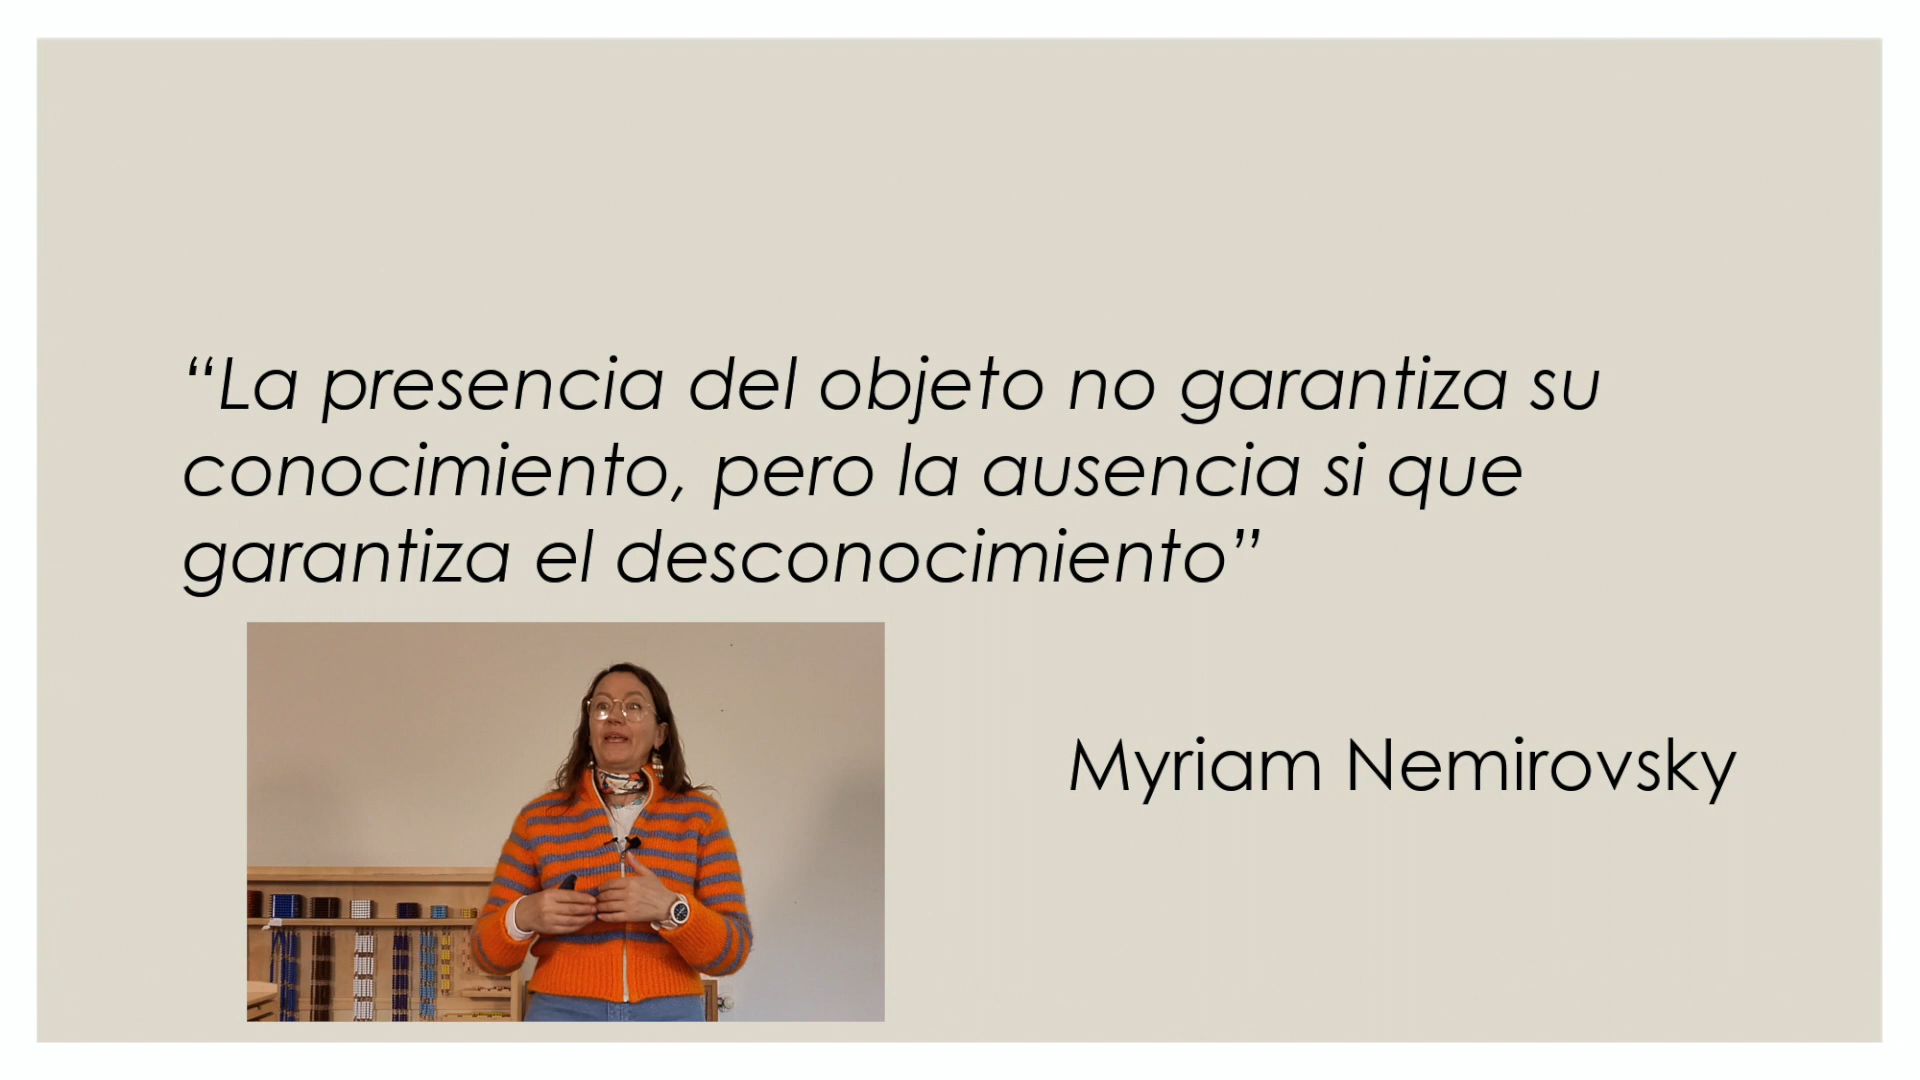 “La presencia del objeto no garantiza su
conocimiento, pero la ausencia si que
garantiza el desconocimiento”
Myriam Nemirovsky